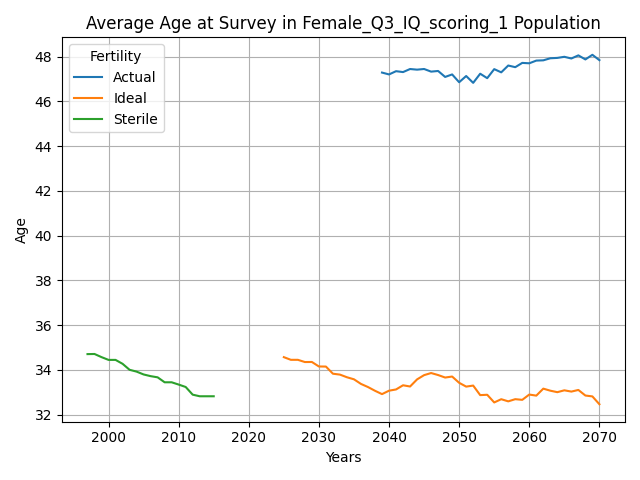 Average Age at Survey in Female_Q3_IQ_scoring_1 Population
Fertility
Actual
Ideal
Sterile
Age
48
46
44
42
40
38
36
34
32
2000
2010
2020
2030
2040
2050
2060
2070
Years